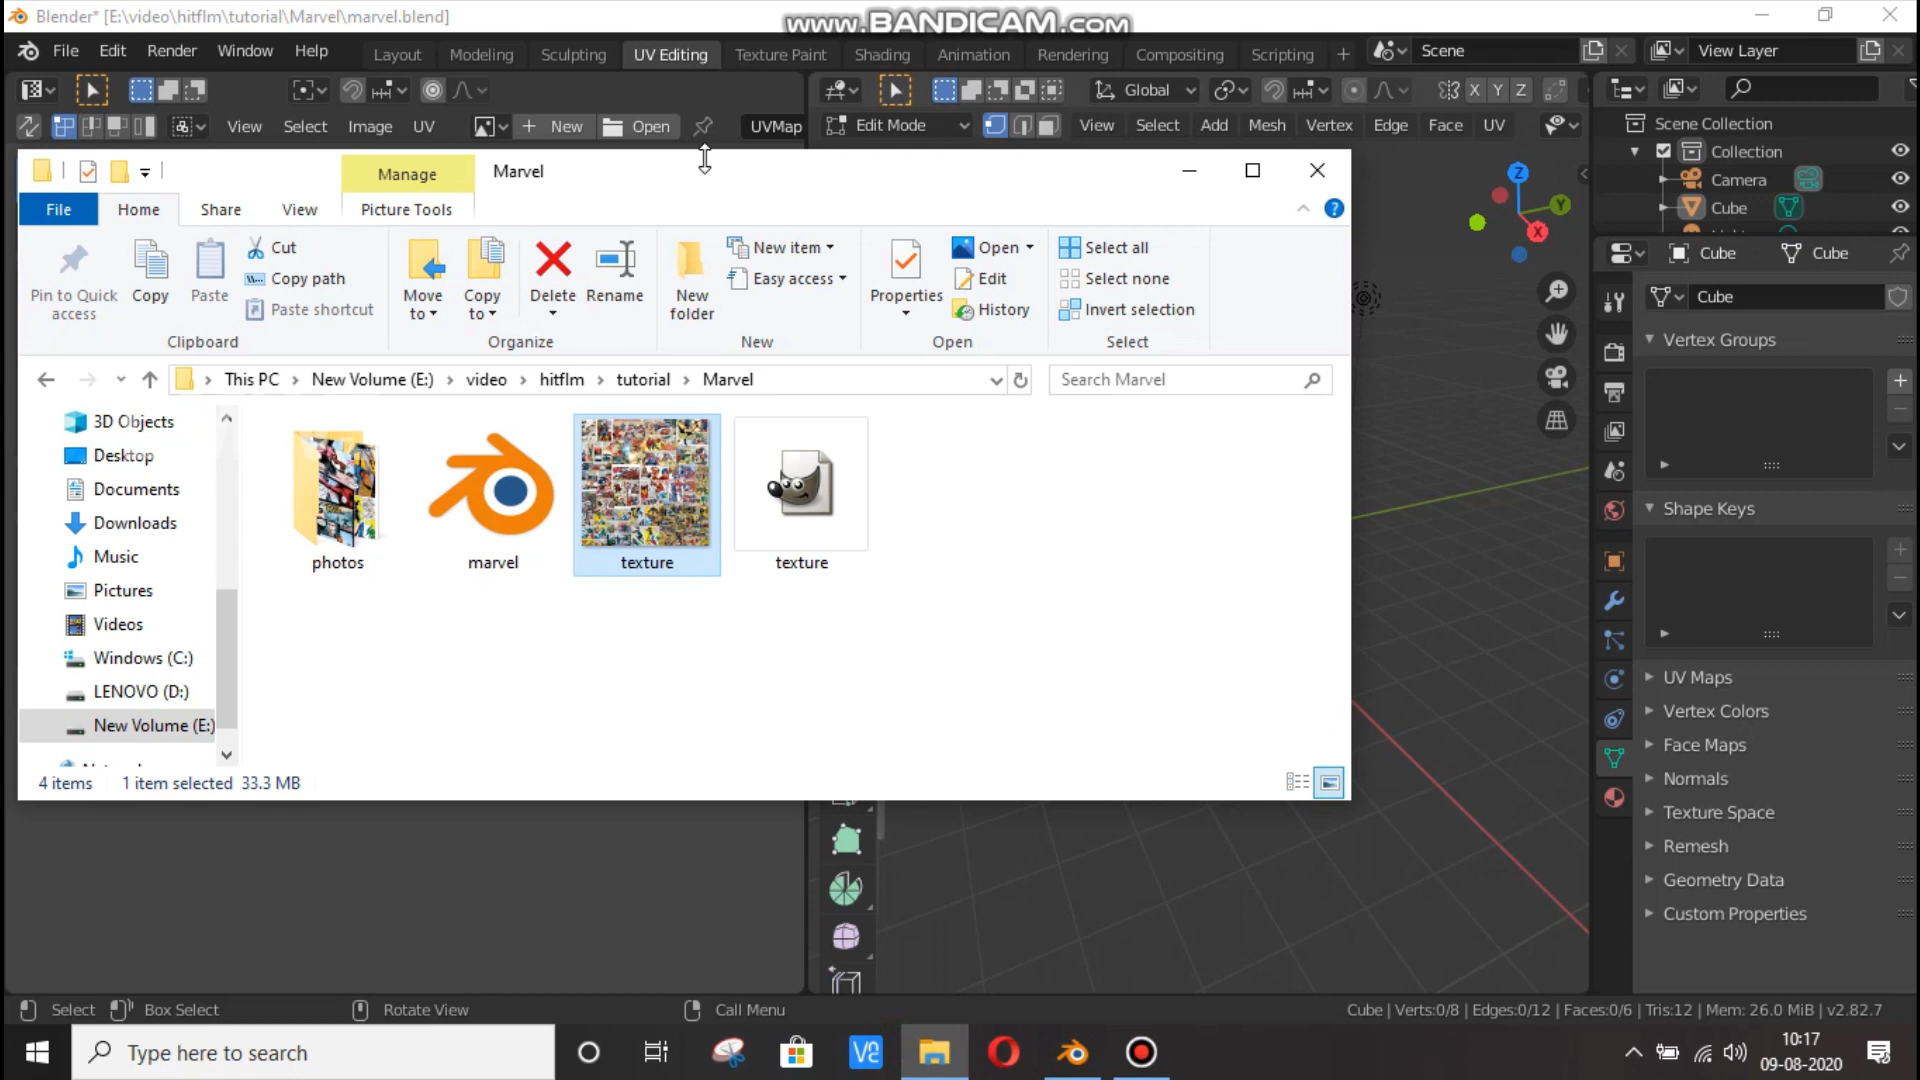 Blender* [E:\video\hitflm\tutorial\Marvel\marvel.blend]
www.BANDICAM.com
File Edit Render Window Help
Layout Modeling Sculpting UV Editing Texture Paint Shading Animation Rendering Compositing Scripting +
Scene
View Layer
Global
X Y Z
View Select Image UV
+ New Open
UVMap
Edit Mode
View Select Add Mesh Vertex Edge Face UV
Scene Collection
Collection
Camera
Cube
Manage
Marvel
File Home Share View Picture Tools
Pin to Quick access
Copy
Paste
Cut
Copy path
Paste shortcut
Clipboard
Move to
Copy to
Delete
Rename
Organize
New folder
New item
Easy access
New
Properties
Open
Edit
History
Open
Select all
Select none
Invert selection
Select
This PC New Volume (E:) video hitflm tutorial Marvel
Search Marvel
3D Objects
Desktop
Documents
Downloads
Music
Pictures
Videos
Windows (C:)
LENOVO (D:)
New Volume (E:)
photos
marvel
texture
texture
4 items 1 item selected 33.3 MB
Z
Y
X
Cube
Cube
Cube
Vertex Groups
Shape Keys
UV Maps
Vertex Colors
Face Maps
Normals
Texture Space
Remesh
Geometry Data
Custom Properties
Select Box Select Rotate View Call Menu
Cube | Verts:0/8 | Edges:0/12 | Faces:0/6 | Tris:12 | Mem: 26.0 MiB | v2.82.7
Type here to search
10:17
09-08-2020